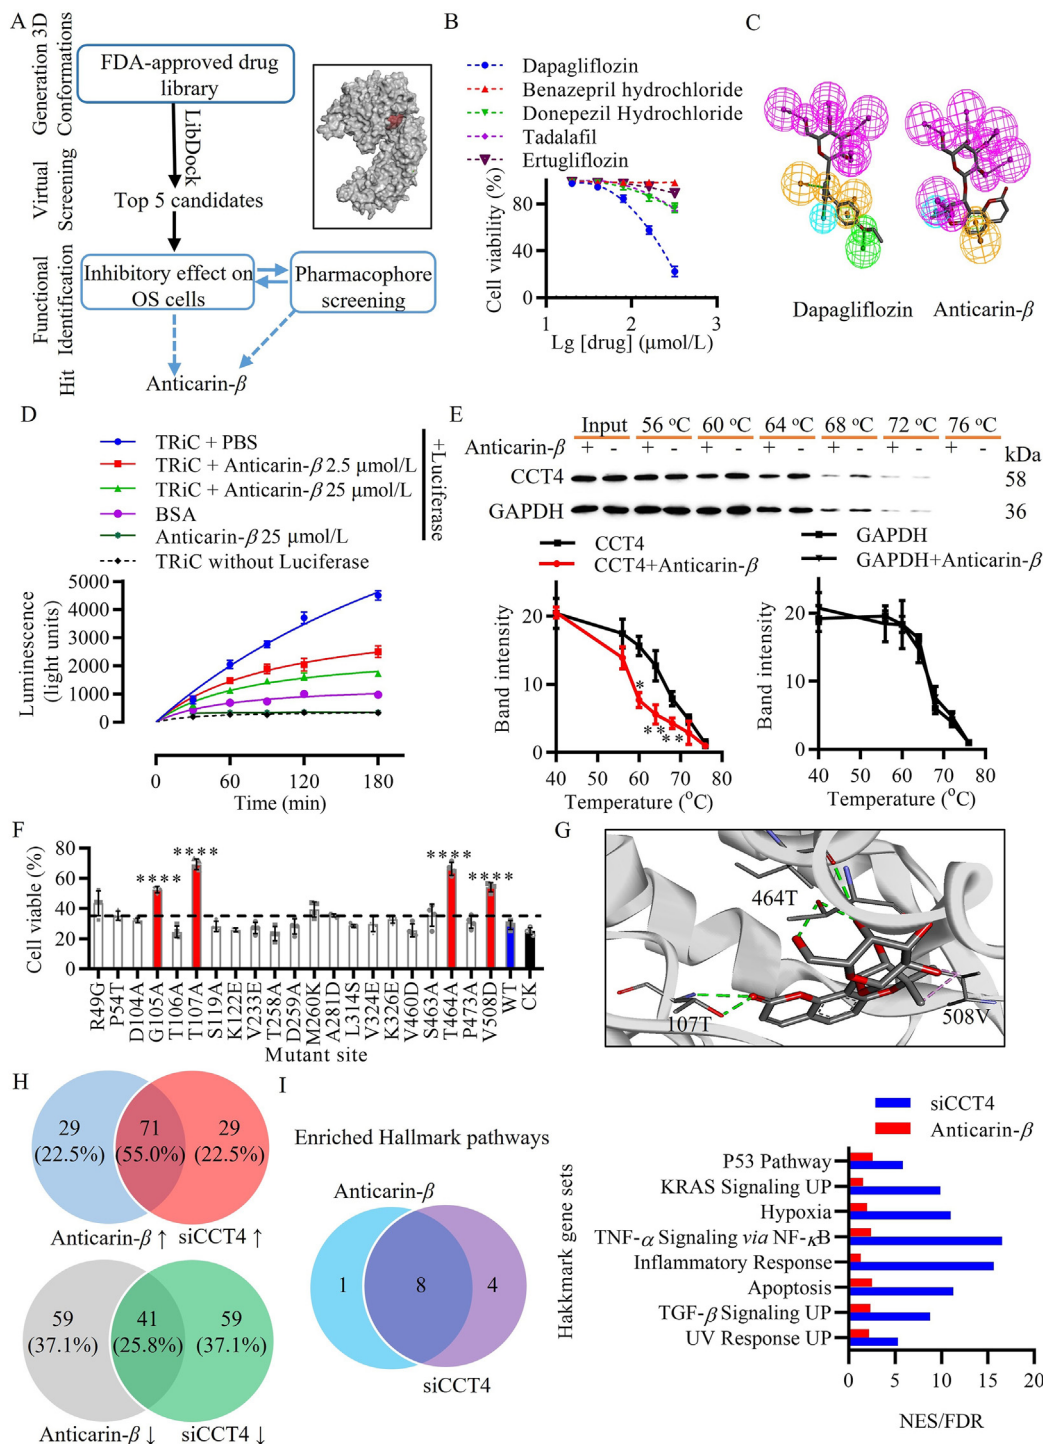 A
Generation 3D
Conformations
FDA-approved drug
library
LibDock
Virtual
Screening
Top 5 candidates
Functional
Hit Identification
Inhibitory effect on
OS cells
Pharmacophore
screening
Anticarin-β
B
Dapagliflozin
Benazepril hydrochloride
Donepezil Hydrochloride
Tadalafil
Ertugliflozin
Cell viability (%)
80
40
0
1 2 3
Lg [drug] (μmol/L)
C
Dapagliflozin
Anticarin-β
D
TRiC + PBS
TRiC + Anticarin-β 2.5 μmol/L
TRiC + Anticarin-β 25 μmol/L
BSA
Anticarin-β 25 μmol/L
TRiC without Luciferase
+Luciferase
Luminescence
(light units)
5000
4000
3000
2000
1000
0
0 60 120 180
Time (min)
E
Input 56 °C 60 °C 64 °C 68 °C 72 °C 76 °C
Anticarin-β + - + - + - + - + - + - + - kDa
CCT4 58
GAPDH 36
CCT4
CCT4+Anticarin-β
Band intensity
20
10
0
*
**
**
40 50 60 70 80
Temperature (°C)
GAPDH
GAPDH+Anticarin-β
Band intensity
20
10
0
40 50 60 70 80
Temperature (°C)
F
Cell viable (%)
80
60
40
20
0
****
****
****
****
R49G
P54T
D104A
G105A
T106A
T107A
S119A
K122E
V233E
T258A
D259A
M260K
A281D
L314S
V324E
K326E
V460D
S463A
T464A
P473A
V508D
WT
CK
Mutant site
G
464T
107T
508V
H
29
(22.5%)
71
(55.0%)
29
(22.5%)
Anticarin-β ↑ siCCT4 ↑
59
(37.1%)
41
(25.8%)
59
(37.1%)
Anticarin-β ↓ siCCT4 ↓
I
Enriched Hallmark pathways
Anticarin-β
1 8 4
siCCT4
siCCT4
Anticarin-β
Hakkmark gene sets
P53 Pathway
KRAS Signaling UP
Hypoxia
TNF-α Signaling via NF-κB
Inflammatory Response
Apoptosis
TGF-β Signaling UP
UV Response UP
0 5 10 15 20
NES/FDR